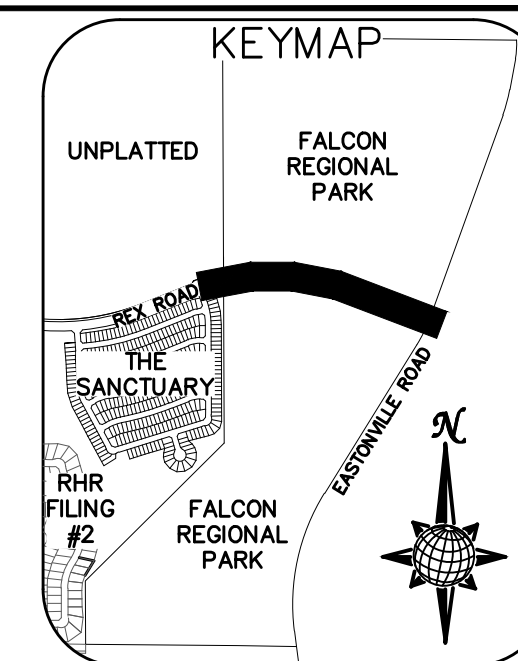 KEYMAP
UNPLATTED
FALCON
REGIONAL
PARK
REX ROAD
THE
SANCTUARY
EASTONVILLE ROAD
RHR
FILING
#2
FALCON
REGIONAL
PARK
N